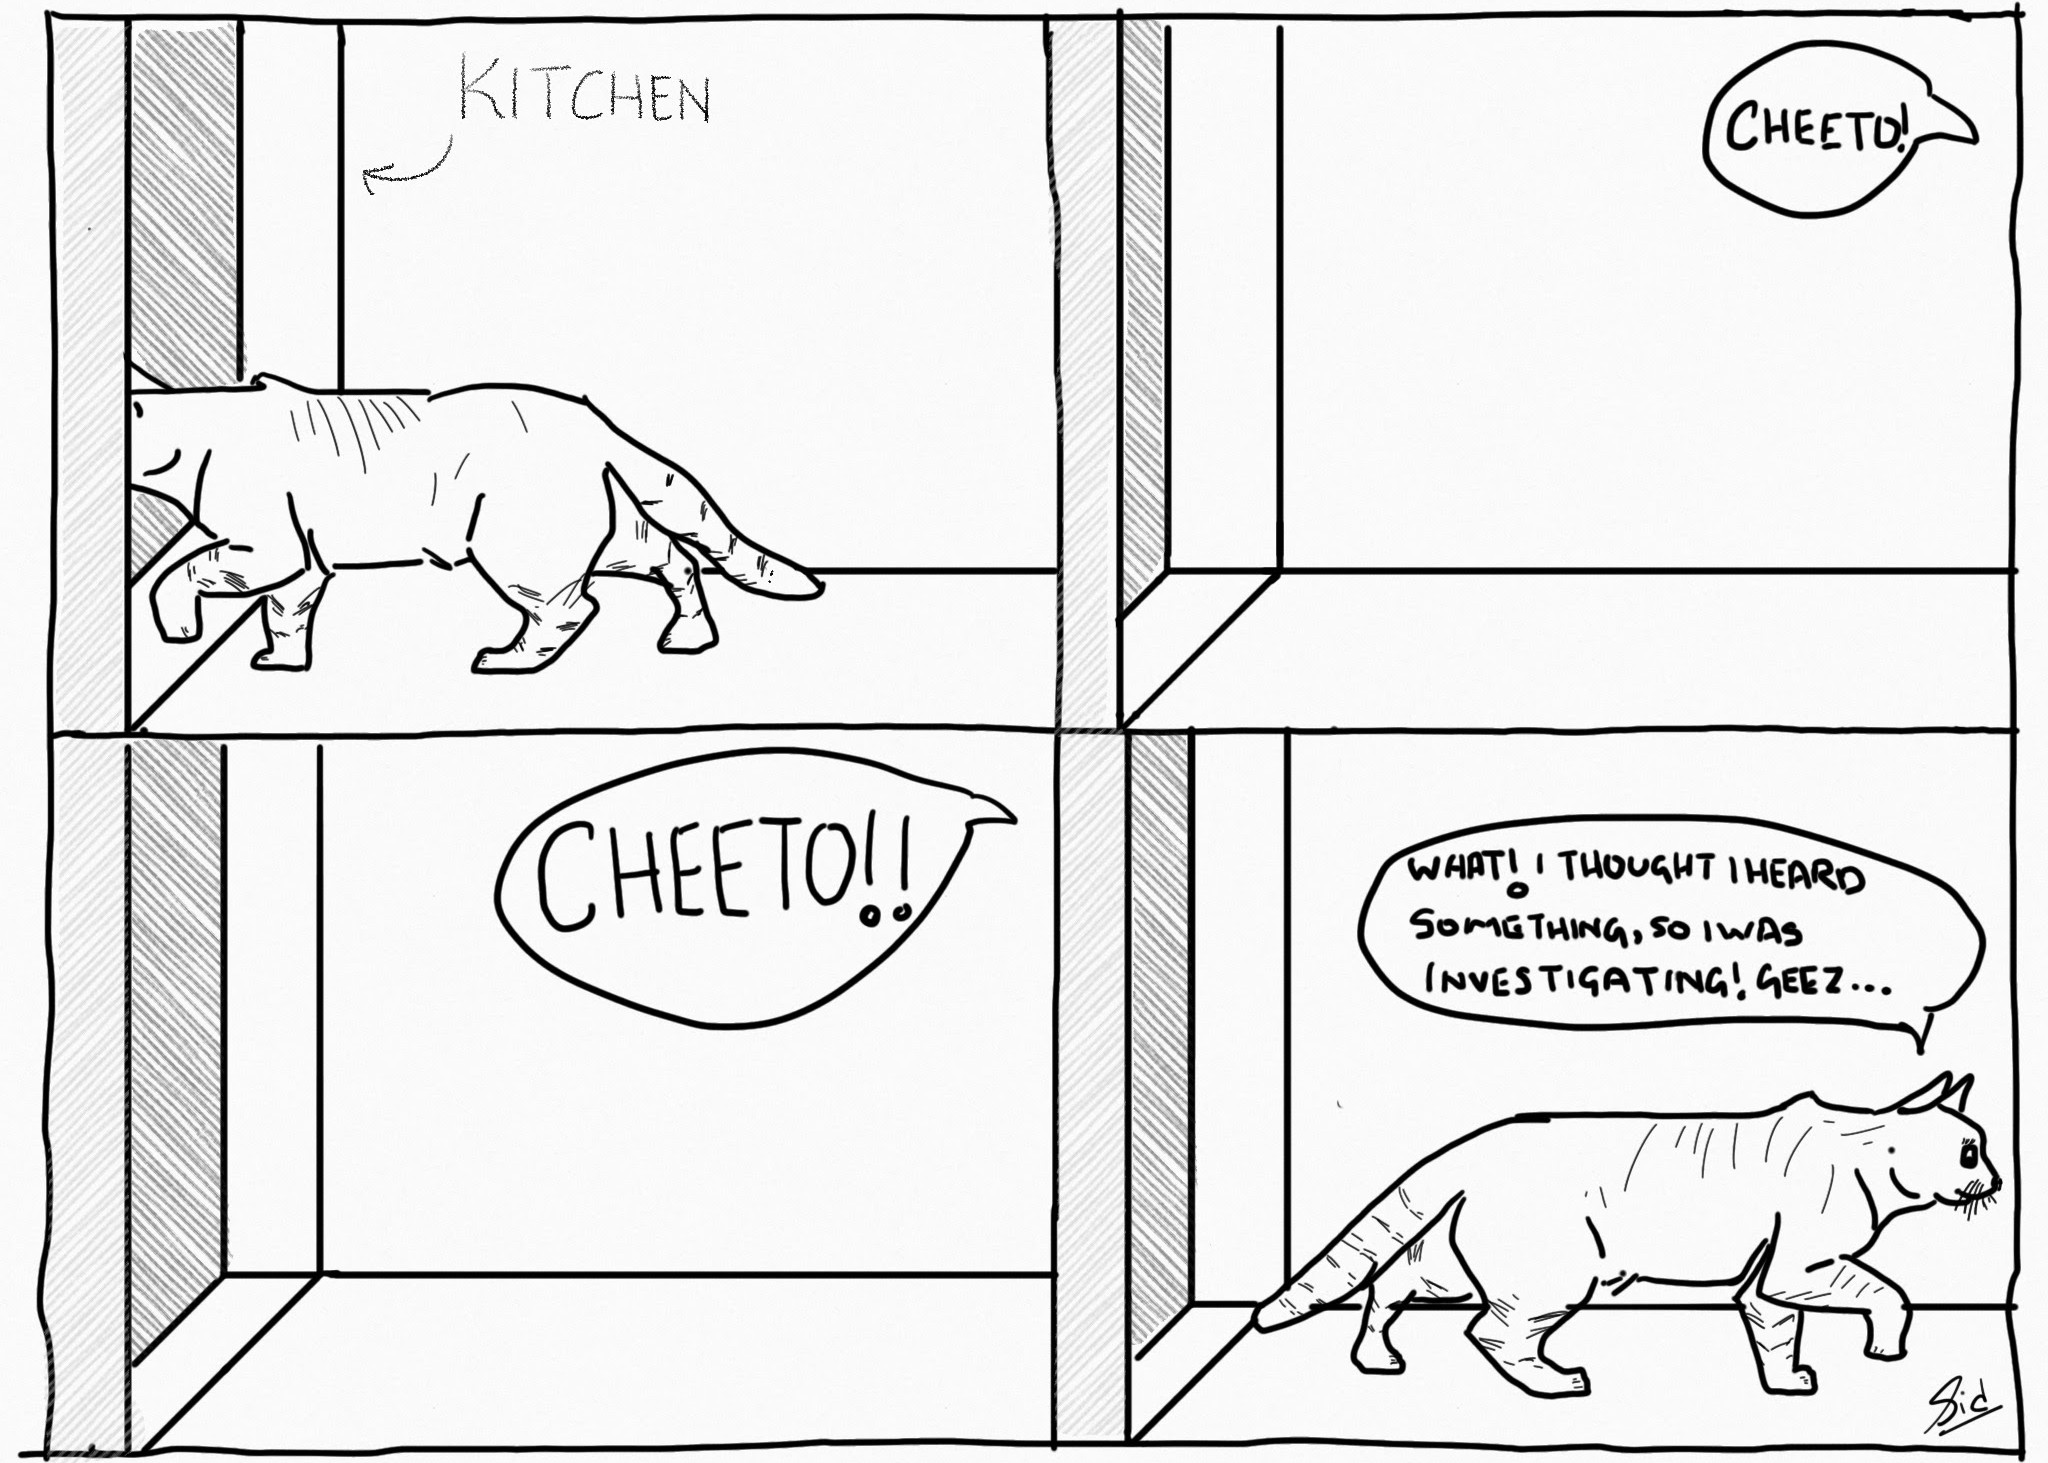 KITCHEN
CHEETO!
CHEETO!!
WHAT! I THOUGHT I HEARD
SOMETHING, SO I WAS
INVESTIGATING! GEEZ...
Sid